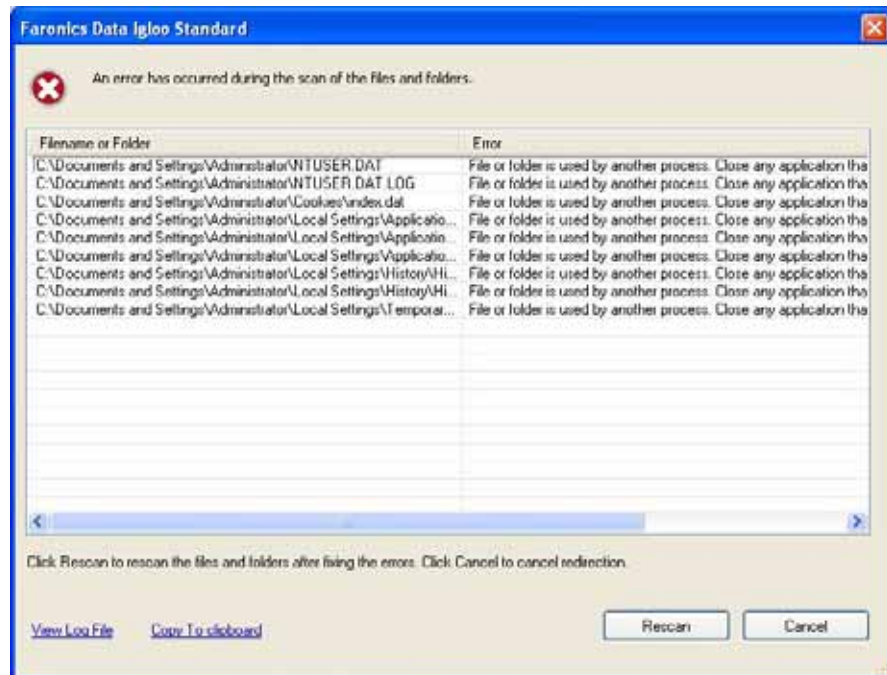 Faronics Data Igloo Standard
An error has occurred during the scan of the files and folders.
Filename or Folder Error
C:\Documents and Settings\Administrator\NTUSER.DAT File or folder is used by another process. Close any application tha
C:\Documents and Settings\Administrator\NTUSER.DAT.LOG File or folder is used by another process. Close any application tha
C:\Documents and Settings\Administrator\Cookies\index.dat File or folder is used by another process. Close any application tha
C:\Documents and Settings\Administrator\Local Settings\Applicatio... File or folder is used by another process. Close any application tha
C:\Documents and Settings\Administrator\Local Settings\Applicatio... File or folder is used by another process. Close any application tha
C:\Documents and Settings\Administrator\Local Settings\Applicatio... File or folder is used by another process. Close any application tha
C:\Documents and Settings\Administrator\Local Settings\History\Hi... File or folder is used by another process. Close any application tha
C:\Documents and Settings\Administrator\Local Settings\History\Hi... File or folder is used by another process. Close any application tha
C:\Documents and Settings\Administrator\Local Settings\Temporar... File or folder is used by another process. Close any application tha
Click Rescan to rescan the files and folders after fixing the errors. Click Cancel to cancel redirection.
View Log File Copy To clipboard Rescan Cancel